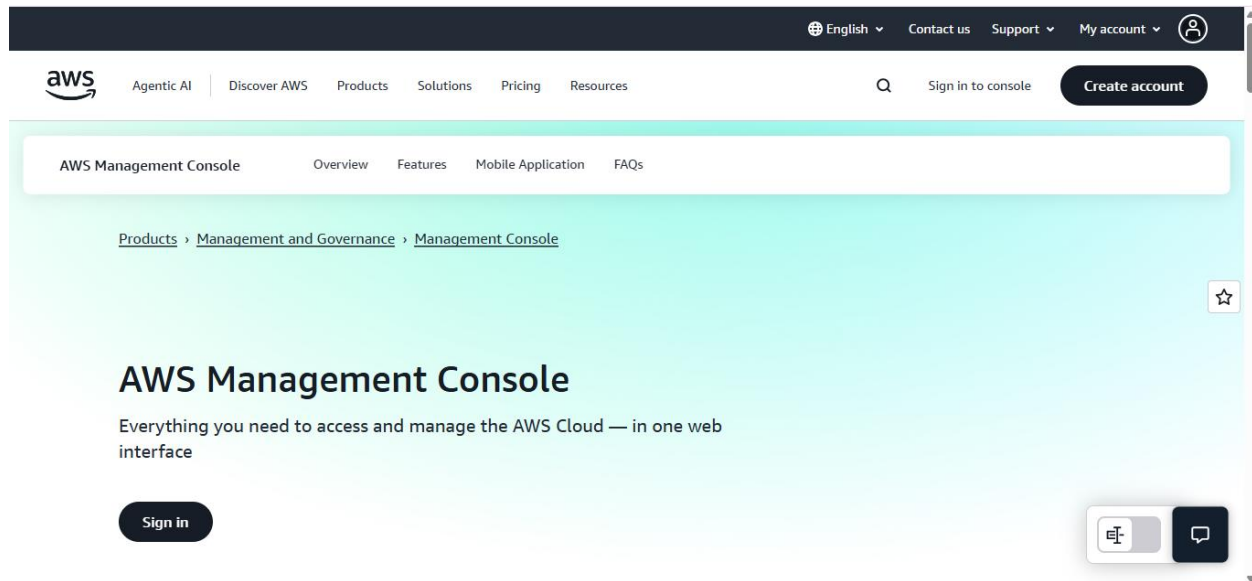 English Contact us Support My account
aws Agentic AI Discover AWS Products Solutions Pricing Resources Sign in to console Create account
AWS Management Console Overview Features Mobile Application FAQs
Products › Management and Governance › Management Console
AWS Management Console
Everything you need to access and manage the AWS Cloud — in one web
interface
Sign in